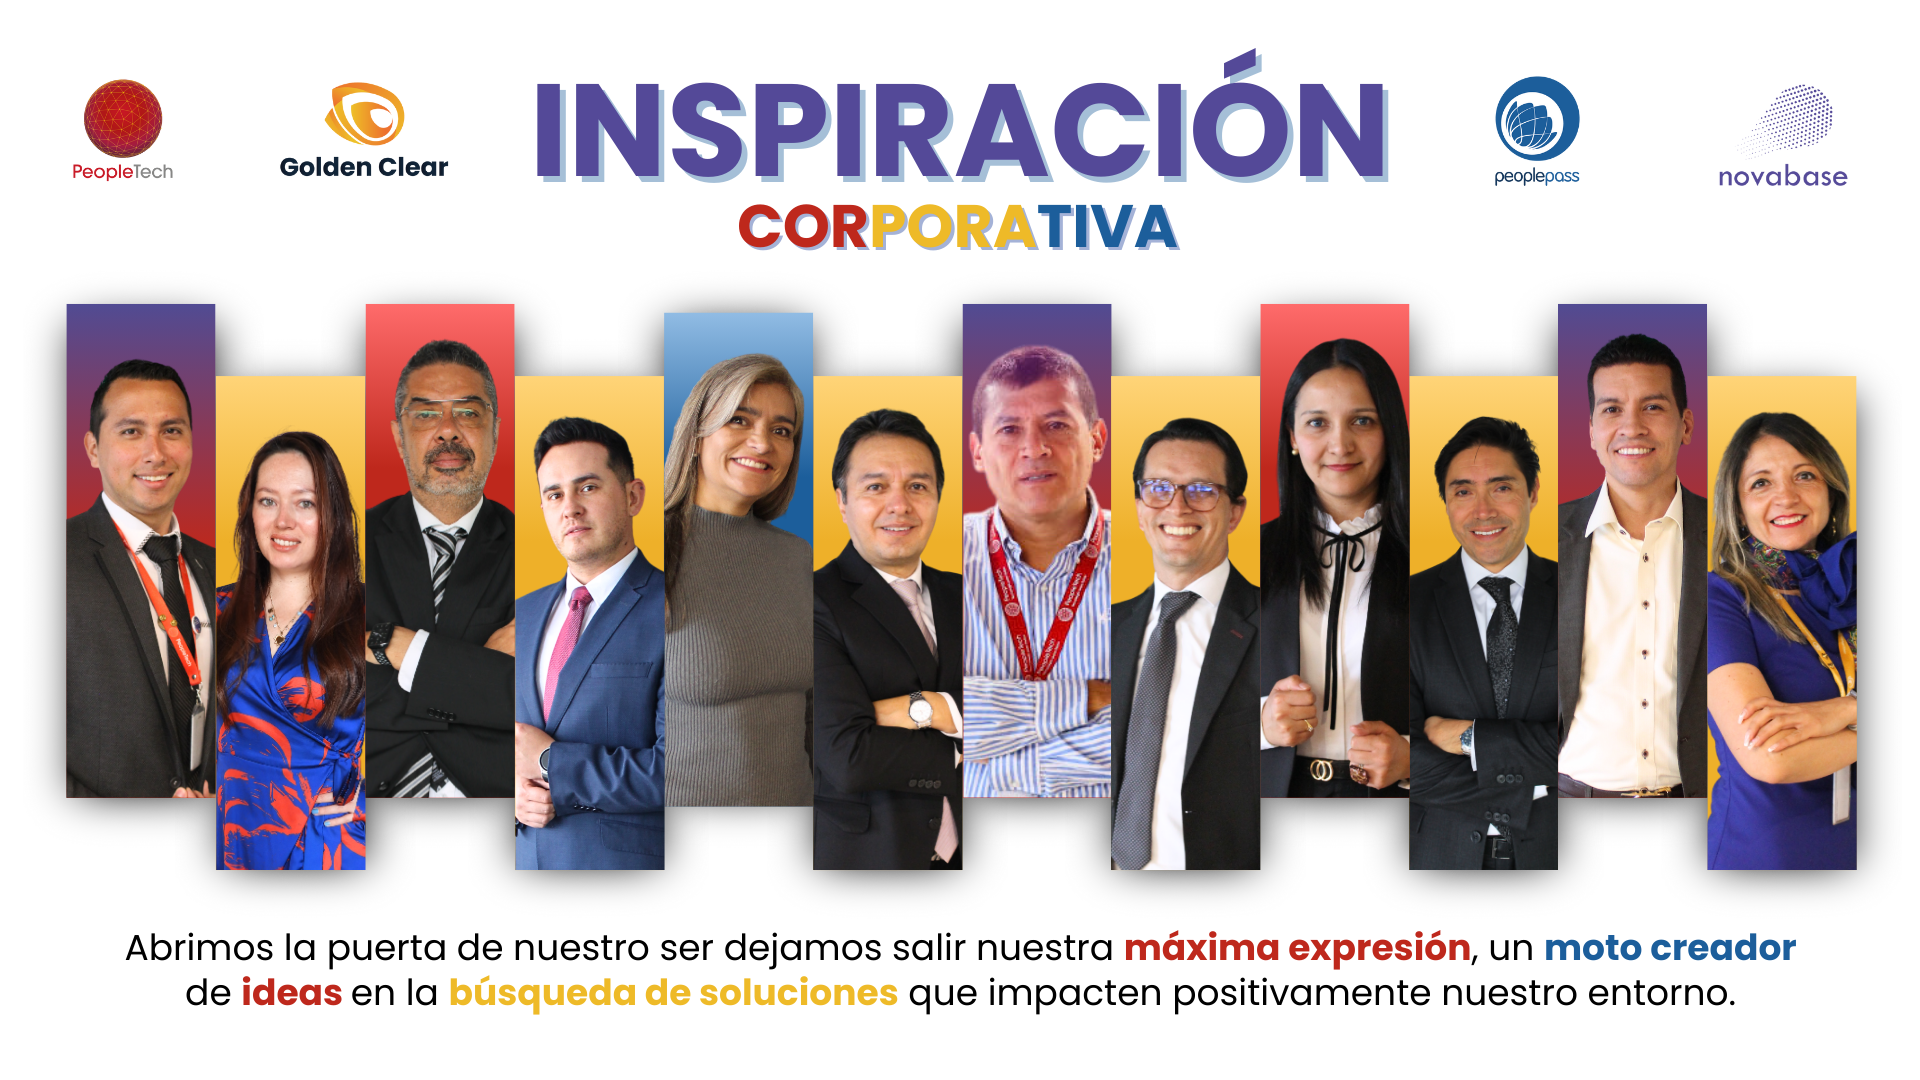 PeopleTech
Golden Clear
INSPIRACIÓN
CORPORATIVA
peoplepass
novabase
Abrimos la puerta de nuestro ser dejamos salir nuestra máxima expresión, un moto creador
de ideas en la búsqueda de soluciones que impacten positivamente nuestro entorno.